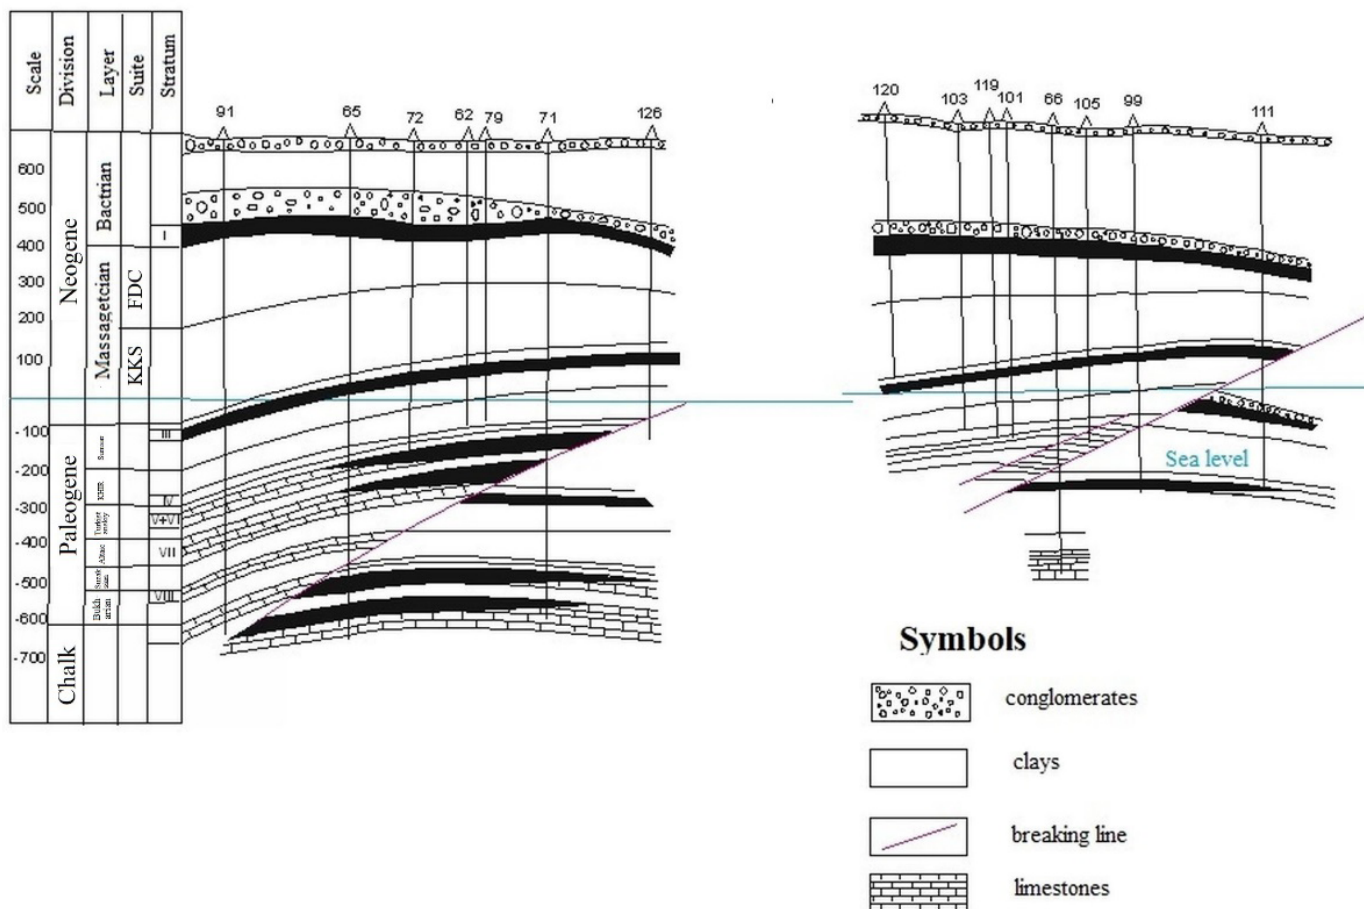 Scale
Division
Layer
Suite
Stratum
600
500
400
300
200
100
-100
-200
-300
-400
-500
-600
-700
Neogene
Paleogene
Chalk
Bactrian
Massagetcian
FDC
KKS
Bukh
arian
I
III
IV
V+VI
VII
VIII
91
65
72
62
79
71
126
120
103
119
101
66
105
99
111
Sea level
Symbols
conglomerates
clays
breaking line
limestones